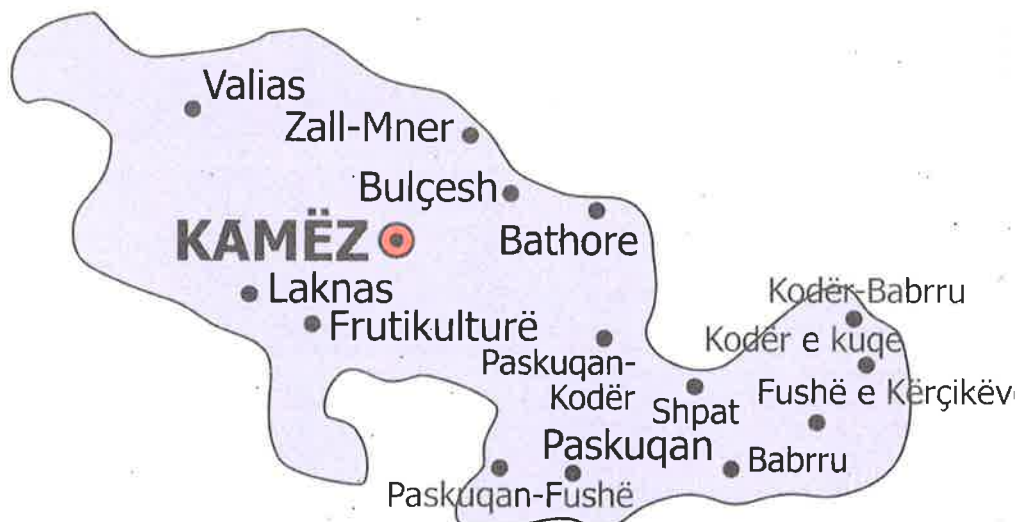 Valias
Zall-Mner
Bulçesh
KAMËZ
Bathore
Laknas
Frutikulturë
Kodër-Babrru
Kodër e kuqe
Paskuqan-
Kodër
Shpat
Fushë e Kërçikëv
Paskuqan
Babrru
Paskuqan-Fushë